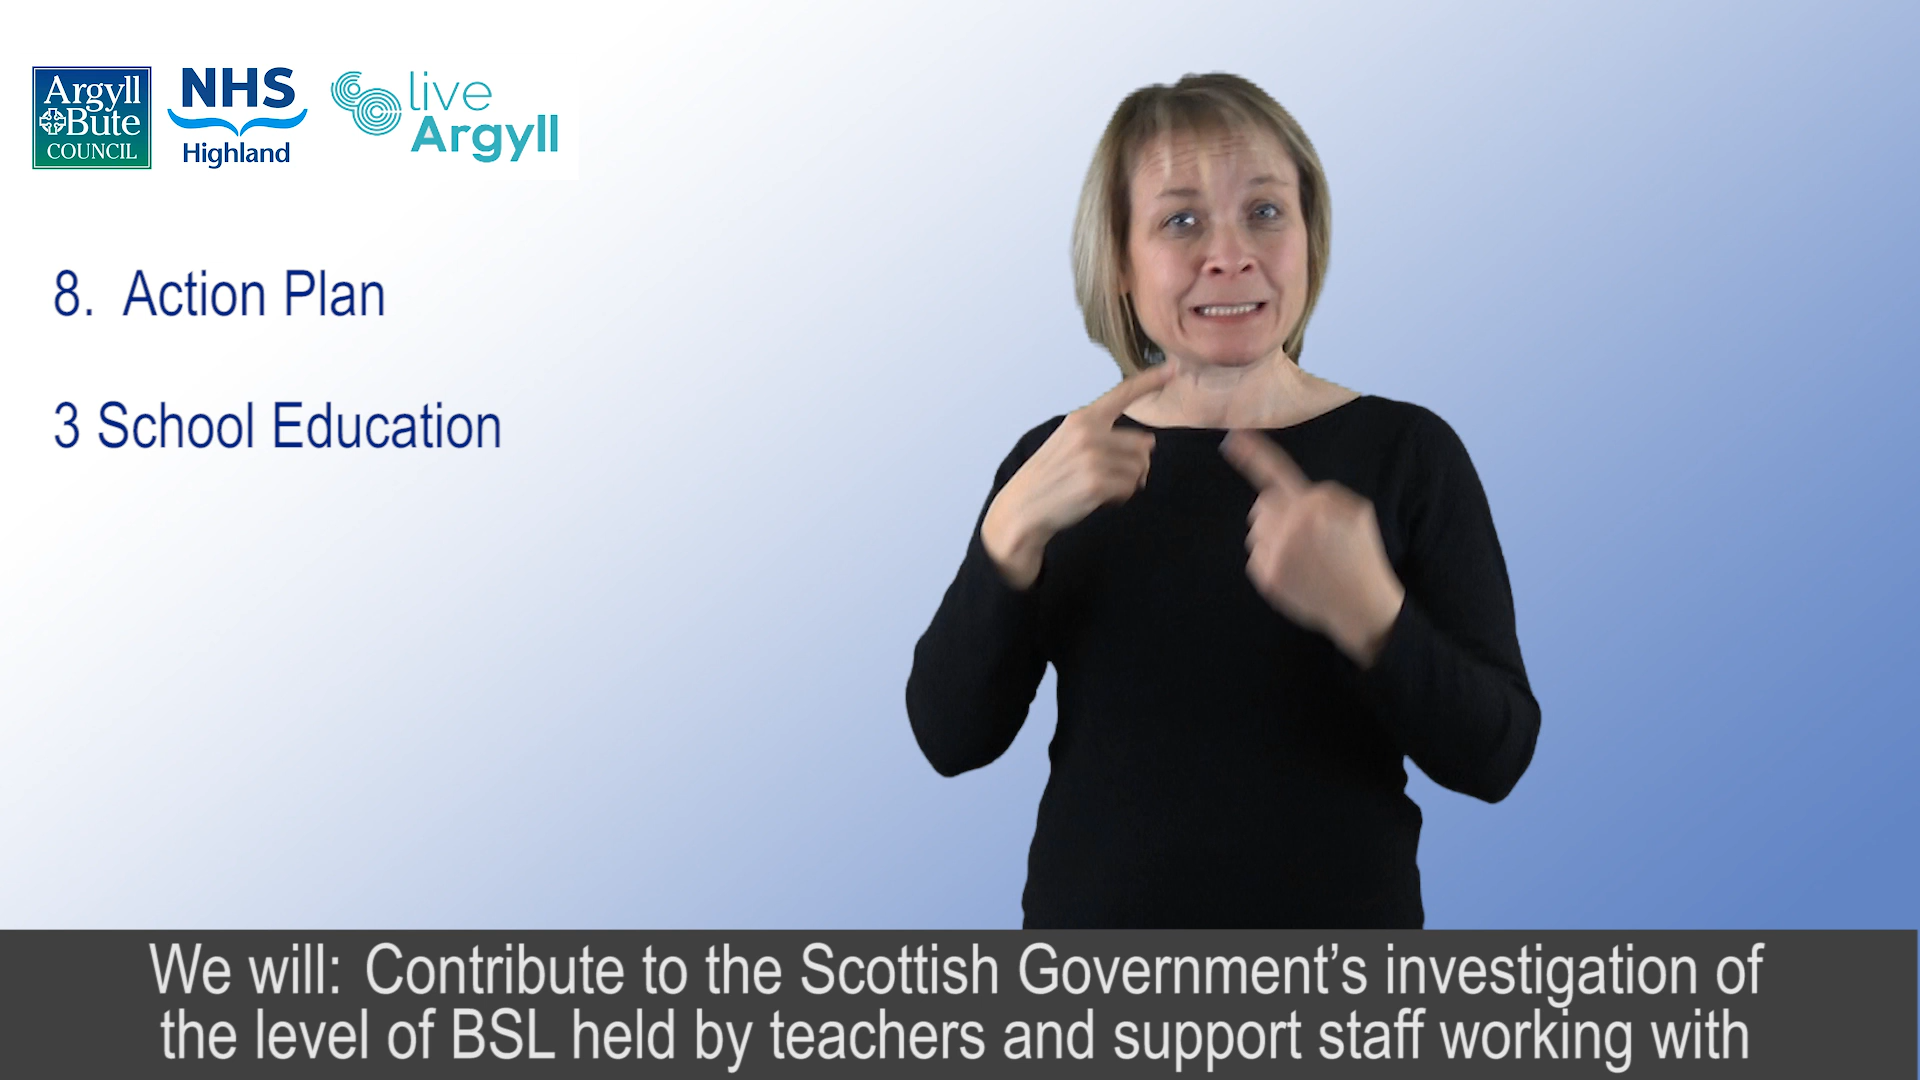 Argyll
Bute
COUNCIL
NHS
Highland
live
Argyll
8. Action Plan
3 School Education
We will: Contribute to the Scottish Government’s investigation of
the level of BSL held by teachers and support staff working with